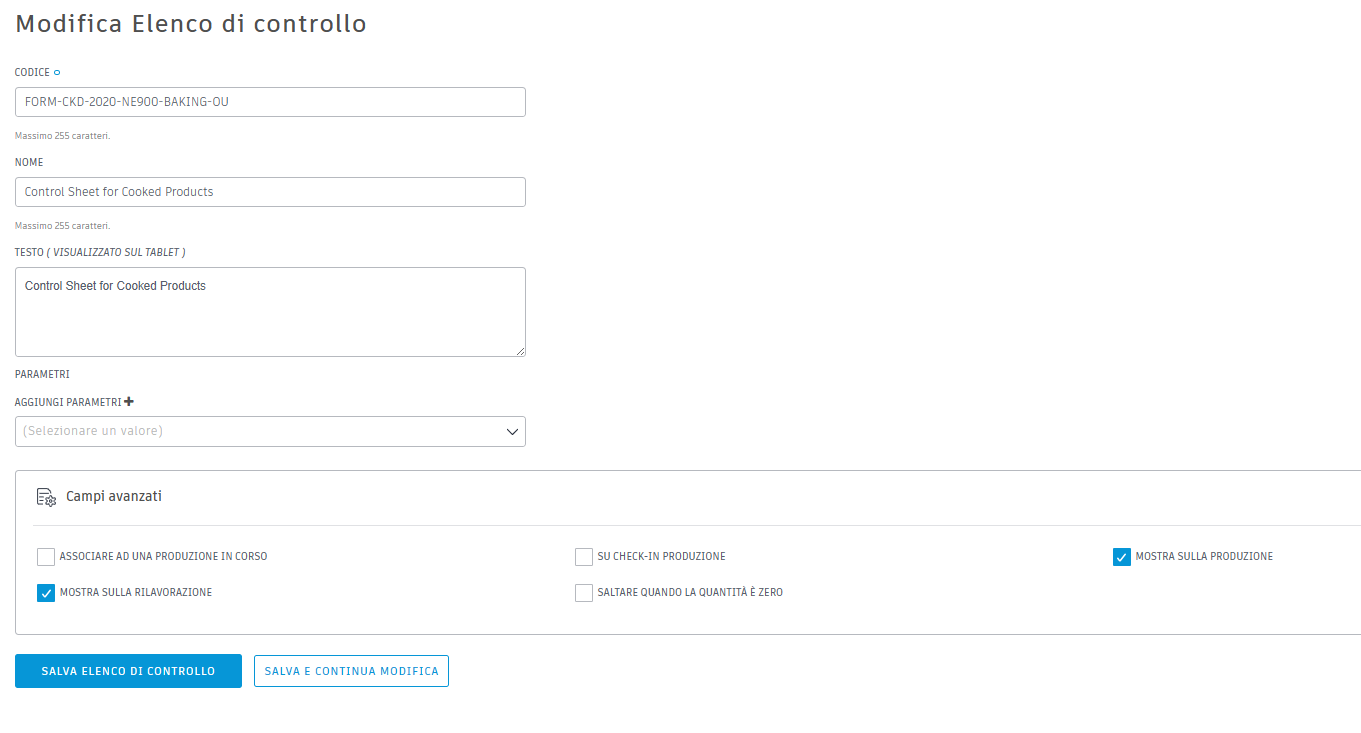 Modifica Elenco di controllo
CODICE
FORM-CKD-2020-NE900-BAKING-OU
Massimo 255 caratteri.
NOME
Control Sheet for Cooked Products
Massimo 255 caratteri.
TESTO ( VISUALIZZATO SUL TABLET )
Control Sheet for Cooked Products
PARAMETRI
AGGIUNGI PARAMETRI
(Selezionare un valore)
Campi avanzati
ASSOCIARE AD UNA PRODUZIONE IN CORSO
SU CHECK-IN PRODUZIONE
MOSTRA SULLA PRODUZIONE
MOSTRA SULLA RILAVORAZIONE
SALTARE QUANDO LA QUANTITÀ È ZERO
SALVA ELENCO DI CONTROLLO
SALVA E CONTINUA MODIFICA